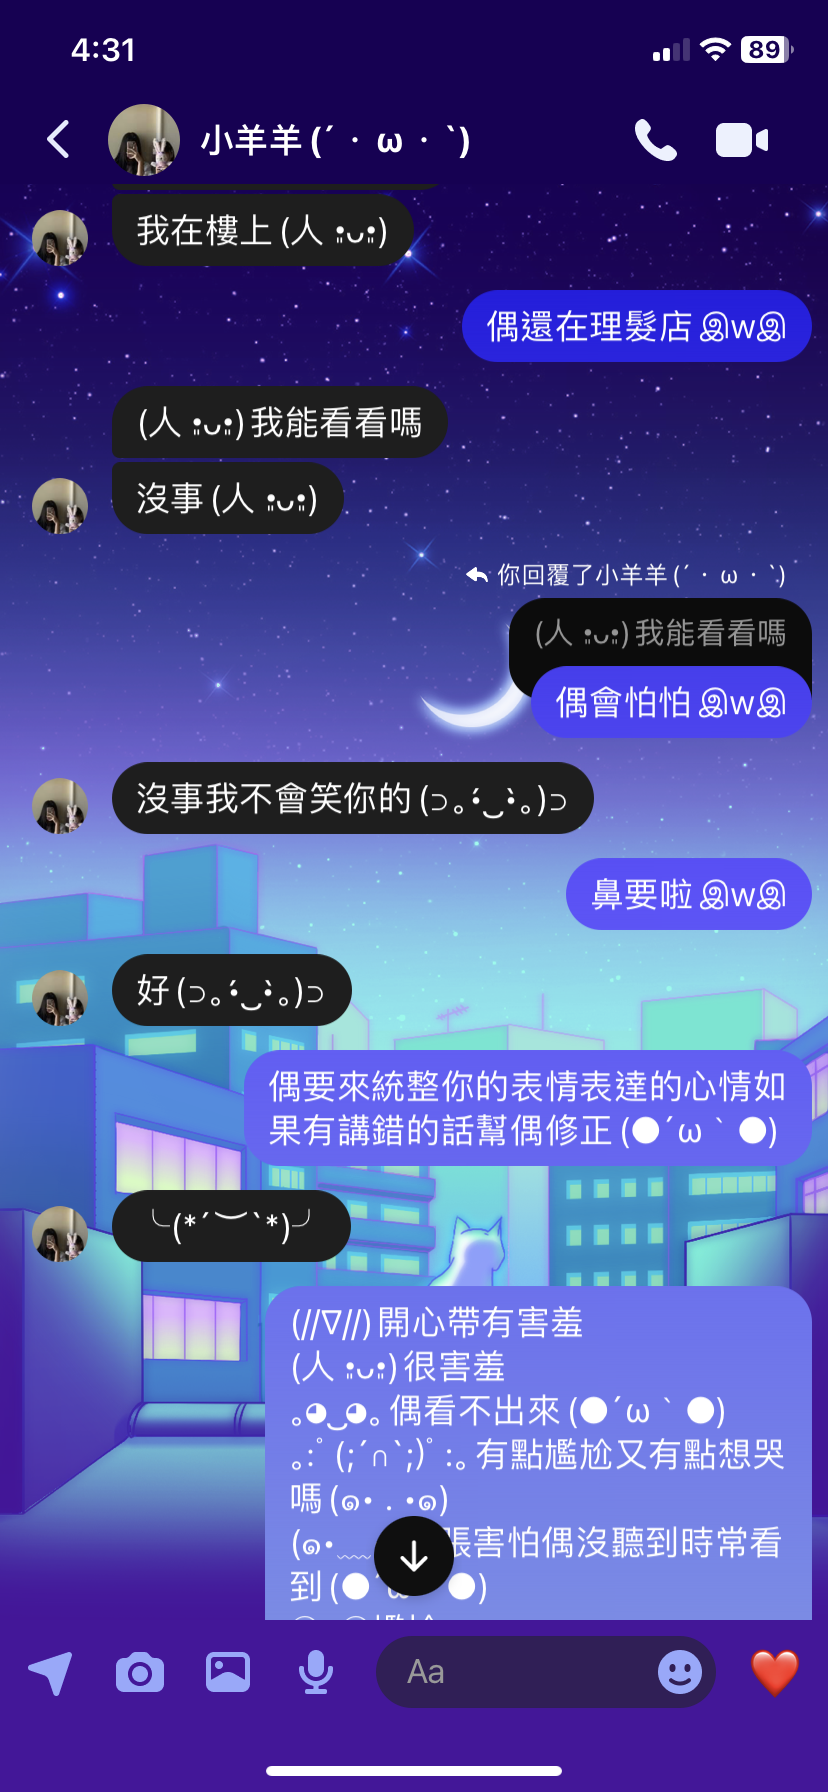 4:31
89
小羊羊 (´・ω・`)
我在樓上 (人 •͈ᴗ•͈)
偶還在理髮店 இwஇ
(人 •͈ᴗ•͈) 我能看看嗎
沒事 (人 •͈ᴗ•͈)
你回覆了小羊羊 (´・ω・`)
(人 •͈ᴗ•͈) 我能看看嗎
偶會怕怕 இwஇ
沒事我不會笑你的 (⊃｡•́‿•̀｡)⊃
鼻要啦 இwஇ
好 (⊃｡•́‿•̀｡)⊃
偶要來統整你的表情表達的心情如
果有講錯的話幫偶修正 (●´ω｀●)
╰(*´︶`*)╯
(//∇//) 開心帶有害羞
(人 •͈ᴗ•͈) 很害羞
｡◕‿◕｡ 偶看不出來 (●´ω｀●)
｡:ﾟ(;´∩`;)ﾟ:｡ 有點尷尬又有點想哭
嗎 (๑• . •๑)
(๑•﹏ 張害怕偶沒聽到時常看
到 (●´ω ●)
Aa